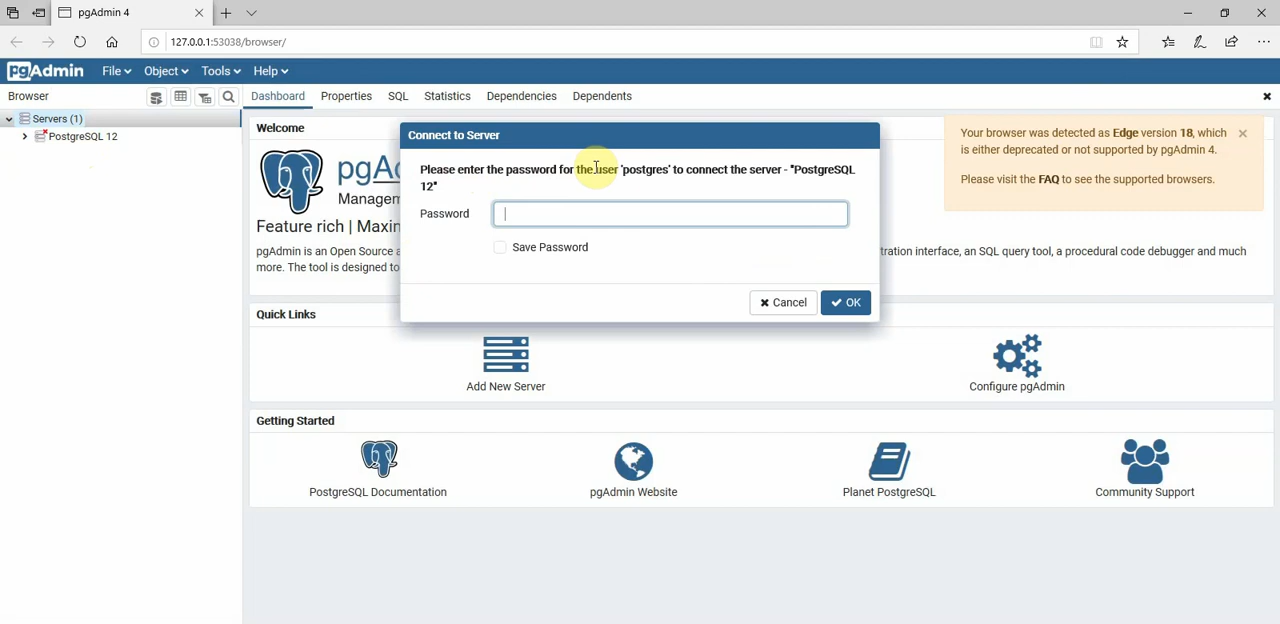 pgAdmin 4
127.0.0.1:53038/browser/
pgAdmin File Object Tools Help
Browser
Dashboard Properties SQL Statistics Dependencies Dependents
Servers (1)
PostgreSQL 12
Welcome
Connect to Server
Please enter the password for the user 'postgres' to connect the server - "PostgreSQL
12"
Password
Save Password
Cancel OK
Your browser was detected as Edge version 18, which
is either deprecated or not supported by pgAdmin 4.
Please visit the FAQ to see the supported browsers.
Feature rich |
pgAdmin is an Open Source
more. The tool is designed to
interface, an SQL query tool, a procedural code debugger and much
Quick Links
Add New Server
Configure pgAdmin
Getting Started
PostgreSQL Documentation
pgAdmin Website
Planet PostgreSQL
Community Support